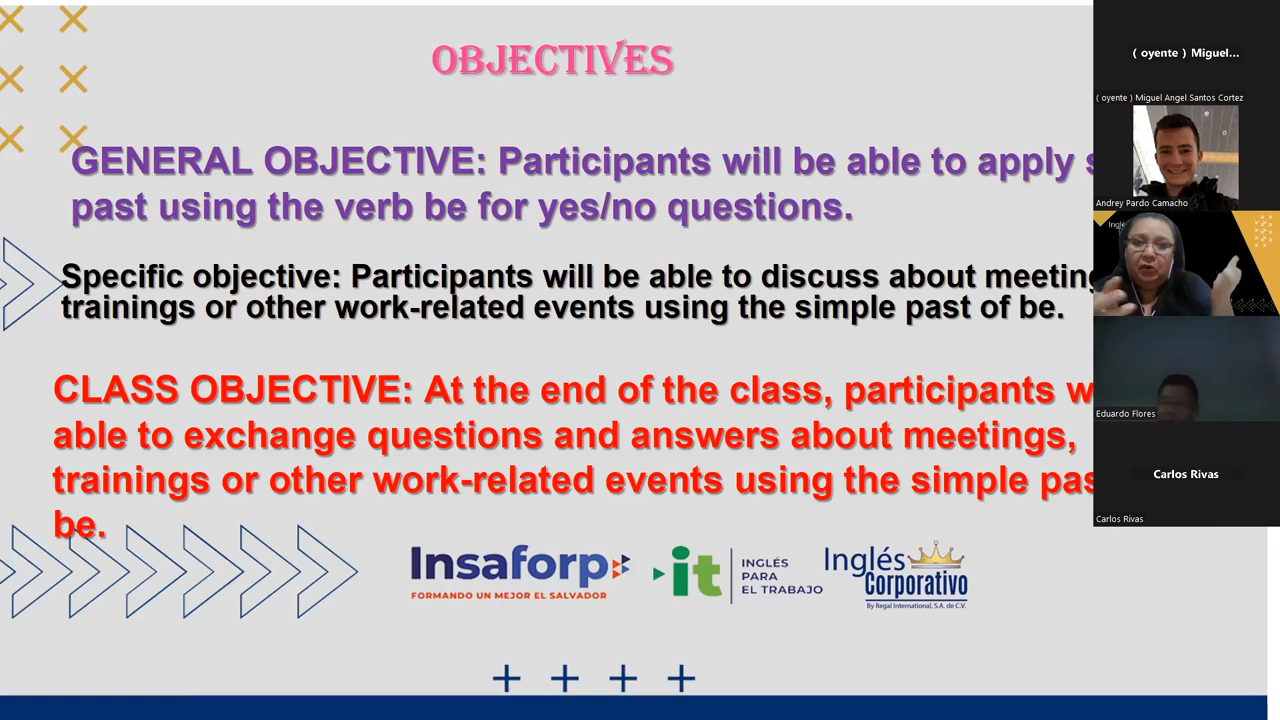 OBJECTIVES
GENERAL OBJECTIVE: Participants will be able to apply
past using the verb be for yes/no questions.
Specific objective: Participants will be able to discuss about meeting
trainings or other work-related events using the simple past of be.
CLASS OBJECTIVE: At the end of the class, participants w
able to exchange questions and answers about meetings,
trainings or other work-related events using the simple pas
be.
Insaforp
FORMANDO UN MEJOR EL SALVADOR
it
INGLÉS
PARA
EL TRABAJO
Inglés
Corporativo
By Regal International, S.A. de C.V.
( oyente ) Miguel...
( oyente ) Miguel Angel Santos Cortez
Andrey Pardo Camacho
Eduardo Flores
Carlos Rivas
Carlos Rivas